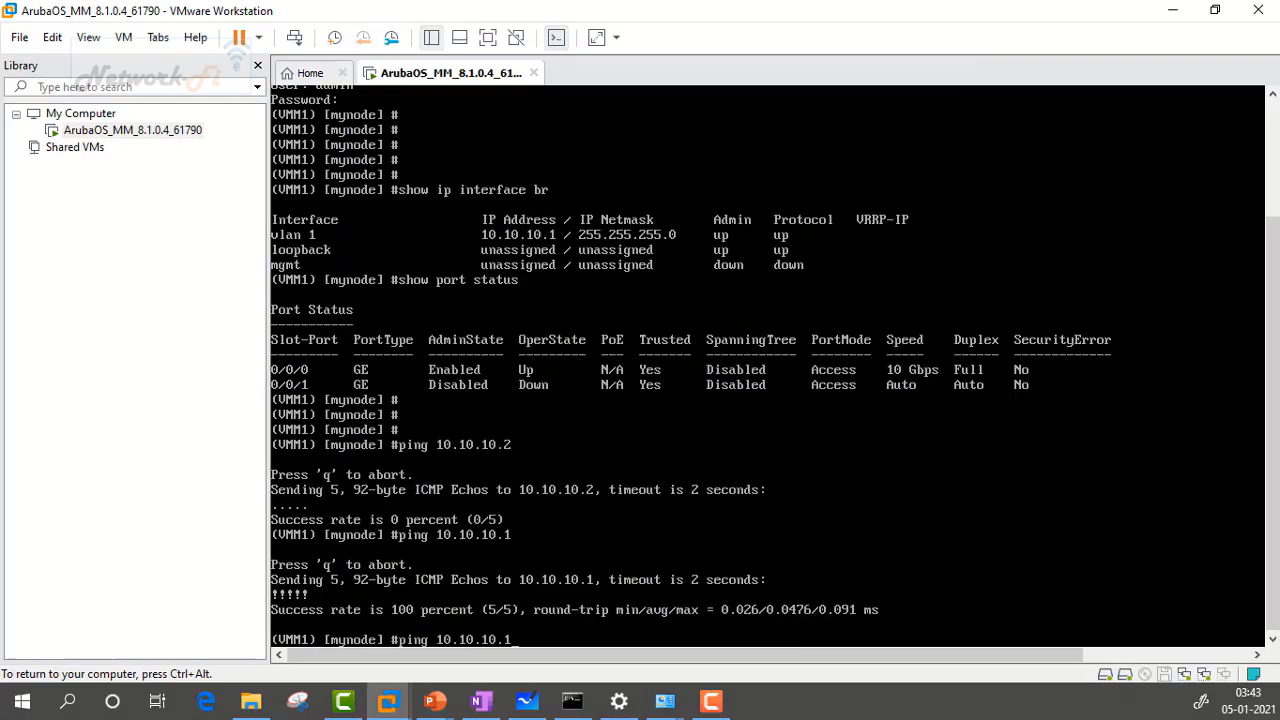 ArubaOS_MM_8.1.0.4_61790 - VMware Workstation
File Edit View VM Tabs Help
Library
Network-Fi
Type here to search
My Computer
ArubaOS_MM_8.1.0.4_61790
Shared VMs
Home
ArubaOS_MM_8.1.0.4_61...
User: admin
Password:
(VMM1) [mynode] #
(VMM1) [mynode] #
(VMM1) [mynode] #
(VMM1) [mynode] #
(VMM1) [mynode] #
(VMM1) [mynode] #show ip interface br
Interface IP Address / IP Netmask Admin Protocol VRRP-IP
vlan 1 10.10.10.1 / 255.255.255.0 up up
loopback unassigned / unassigned up up
mgmt unassigned / unassigned down down
(VMM1) [mynode] #show port status
Port Status
-----------
Slot-Port PortType AdminState OperState PoE Trusted SpanningTree PortMode Speed Duplex SecurityError
--------- -------- ---------- --------- --- ------- ------------ -------- ----- ------ -------------
0/0/0 GE Enabled Up N/A Yes Disabled Access 10 Gbps Full No
0/0/1 GE Disabled Down N/A Yes Disabled Access Auto Auto No
(VMM1) [mynode] #
(VMM1) [mynode] #
(VMM1) [mynode] #
(VMM1) [mynode] #ping 10.10.10.2
Press 'q' to abort.
Sending 5, 92-byte ICMP Echos to 10.10.10.2, timeout is 2 seconds:
.....
Success rate is 0 percent (0/5)
(VMM1) [mynode] #ping 10.10.10.1
Press 'q' to abort.
Sending 5, 92-byte ICMP Echos to 10.10.10.1, timeout is 2 seconds:
!!!!!
Success rate is 100 percent (5/5), round-trip min/avg/max = 0.026/0.0476/0.091 ms
(VMM1) [mynode] #ping 10.10.10.1_
To return to your computer, press Ctrl+Alt.
03:43
05-01-2021